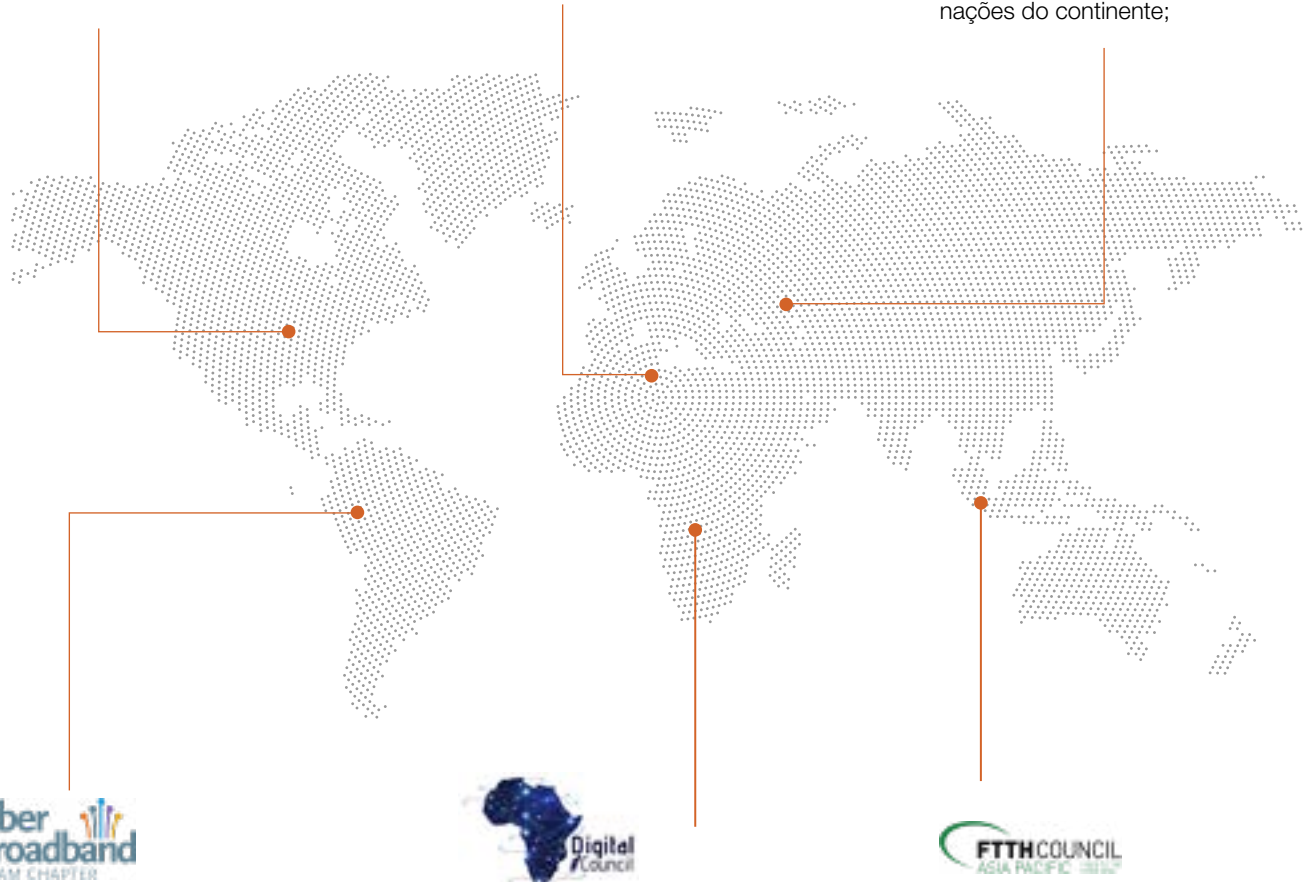 nações do continente;
ber
roadband
AM CHAPTER
Digital
Council
FTTH COUNCIL
ASIA PACIFIC